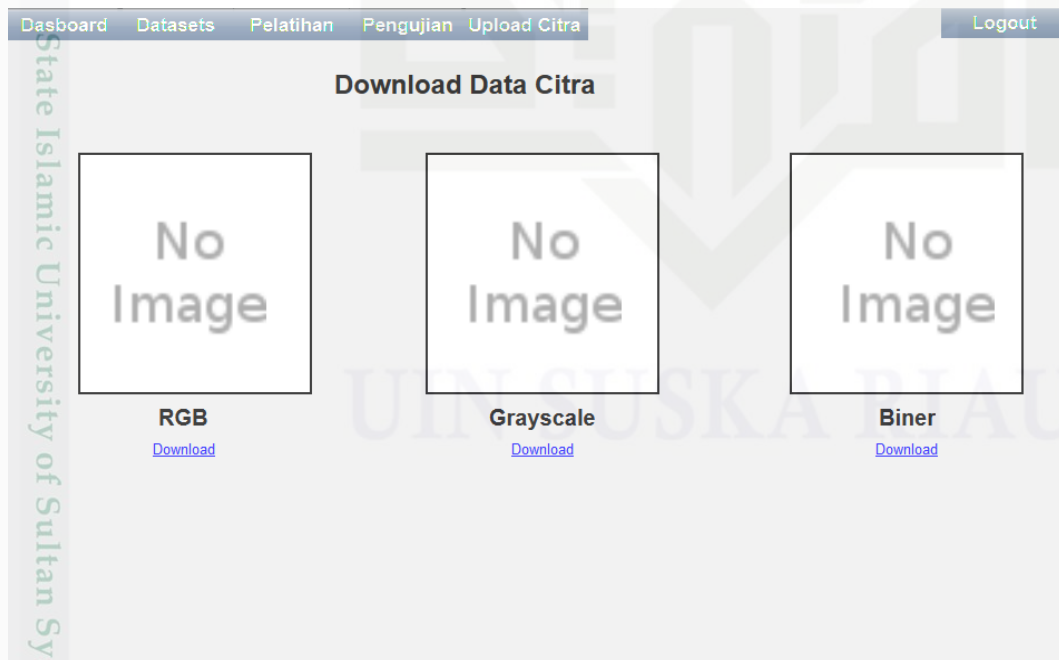 Dasboard Datasets Pelatihan Pengujian Upload Citra Logout
Download Data Citra
No Image
No Image
No Image
RGB Grayscale Biner
Download Download Download
State Islamic University of Sultan Sy
UIN SUSKA RIAU